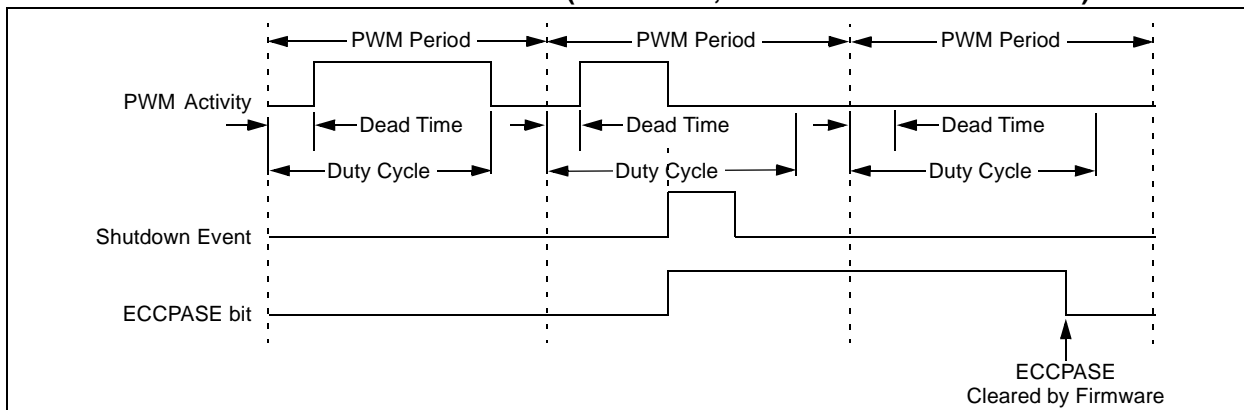 PWM Period PWM Period PWM Period
PWM Activity
Dead Time Dead Time Dead Time
Duty Cycle Duty Cycle Duty Cycle
Shutdown Event
ECCPASE bit
ECCPASE
Cleared by Firmware